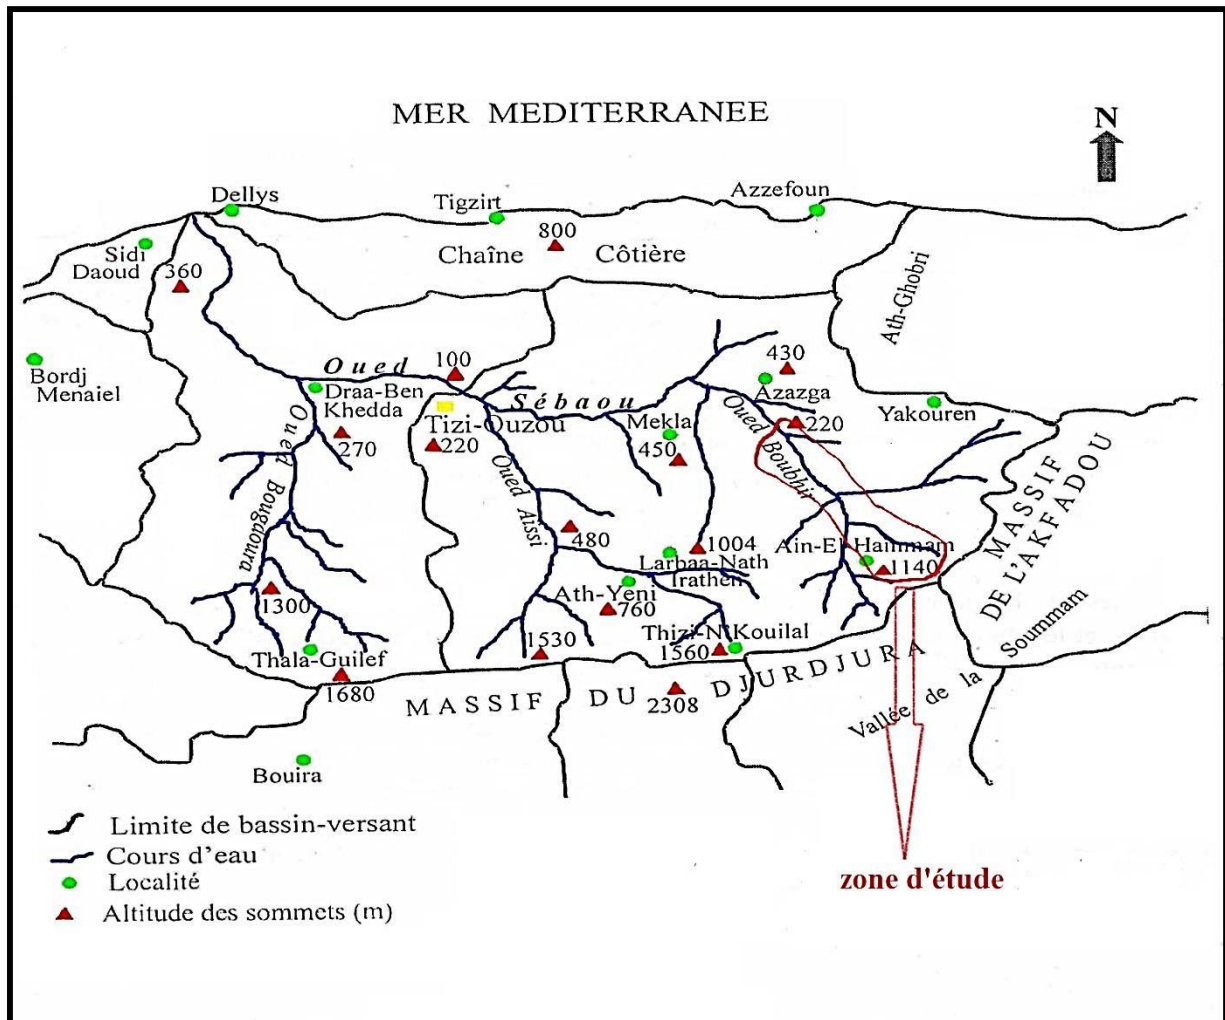 MER MEDITERRANEE
N
Dellys
Tigzirt
Azzefoun
Sidi
Daoud
360
800
Chaîne Côtière
Ath-Ghobri
Bordj
Menaiel
Oued Sébaou
100
430
Draa-Ben
Khedda
Azazga
Yakouren
Tizi-Ouzou
Mekla
220
270
220
450
Oued Bougdoura
Oued Aissi
Oued Boubhir
MASSIF
DE L'AKFADOU
480
1004
Larbaa-Nath
Irathen
Ain-El Hammam
1140
Ath-Yeni
760
1300
1530
Thizi-N'Kouilal
1560
Thala-Guilef
1680
MASSIF DU DJURDJURA
2308
Vallée de la Soummam
Bouira
Limite de bassin-versant
Cours d'eau
Localité
Altitude des sommets (m)
zone d'étude